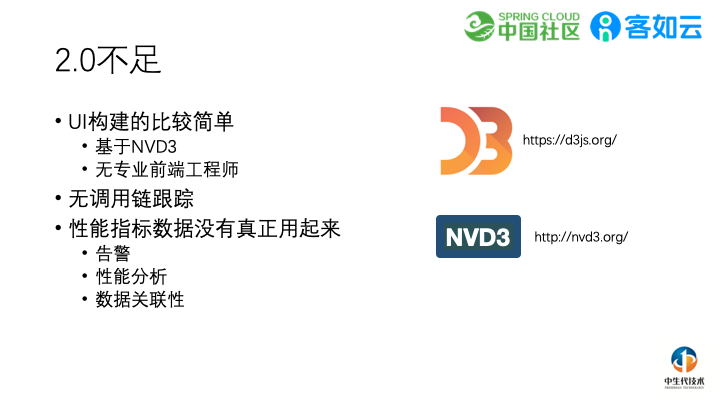 SPRING CLOUD
中国社区
客如云
2.0不足
• UI构建的比较简单
• 基于NVD3
• 无专业前端工程师
• 无调用链跟踪
• 性能指标数据没有真正用起来
• 告警
• 性能分析
• 数据关联性
D3
https://d3js.org/
NVD3
http://nvd3.org/
中生代技术